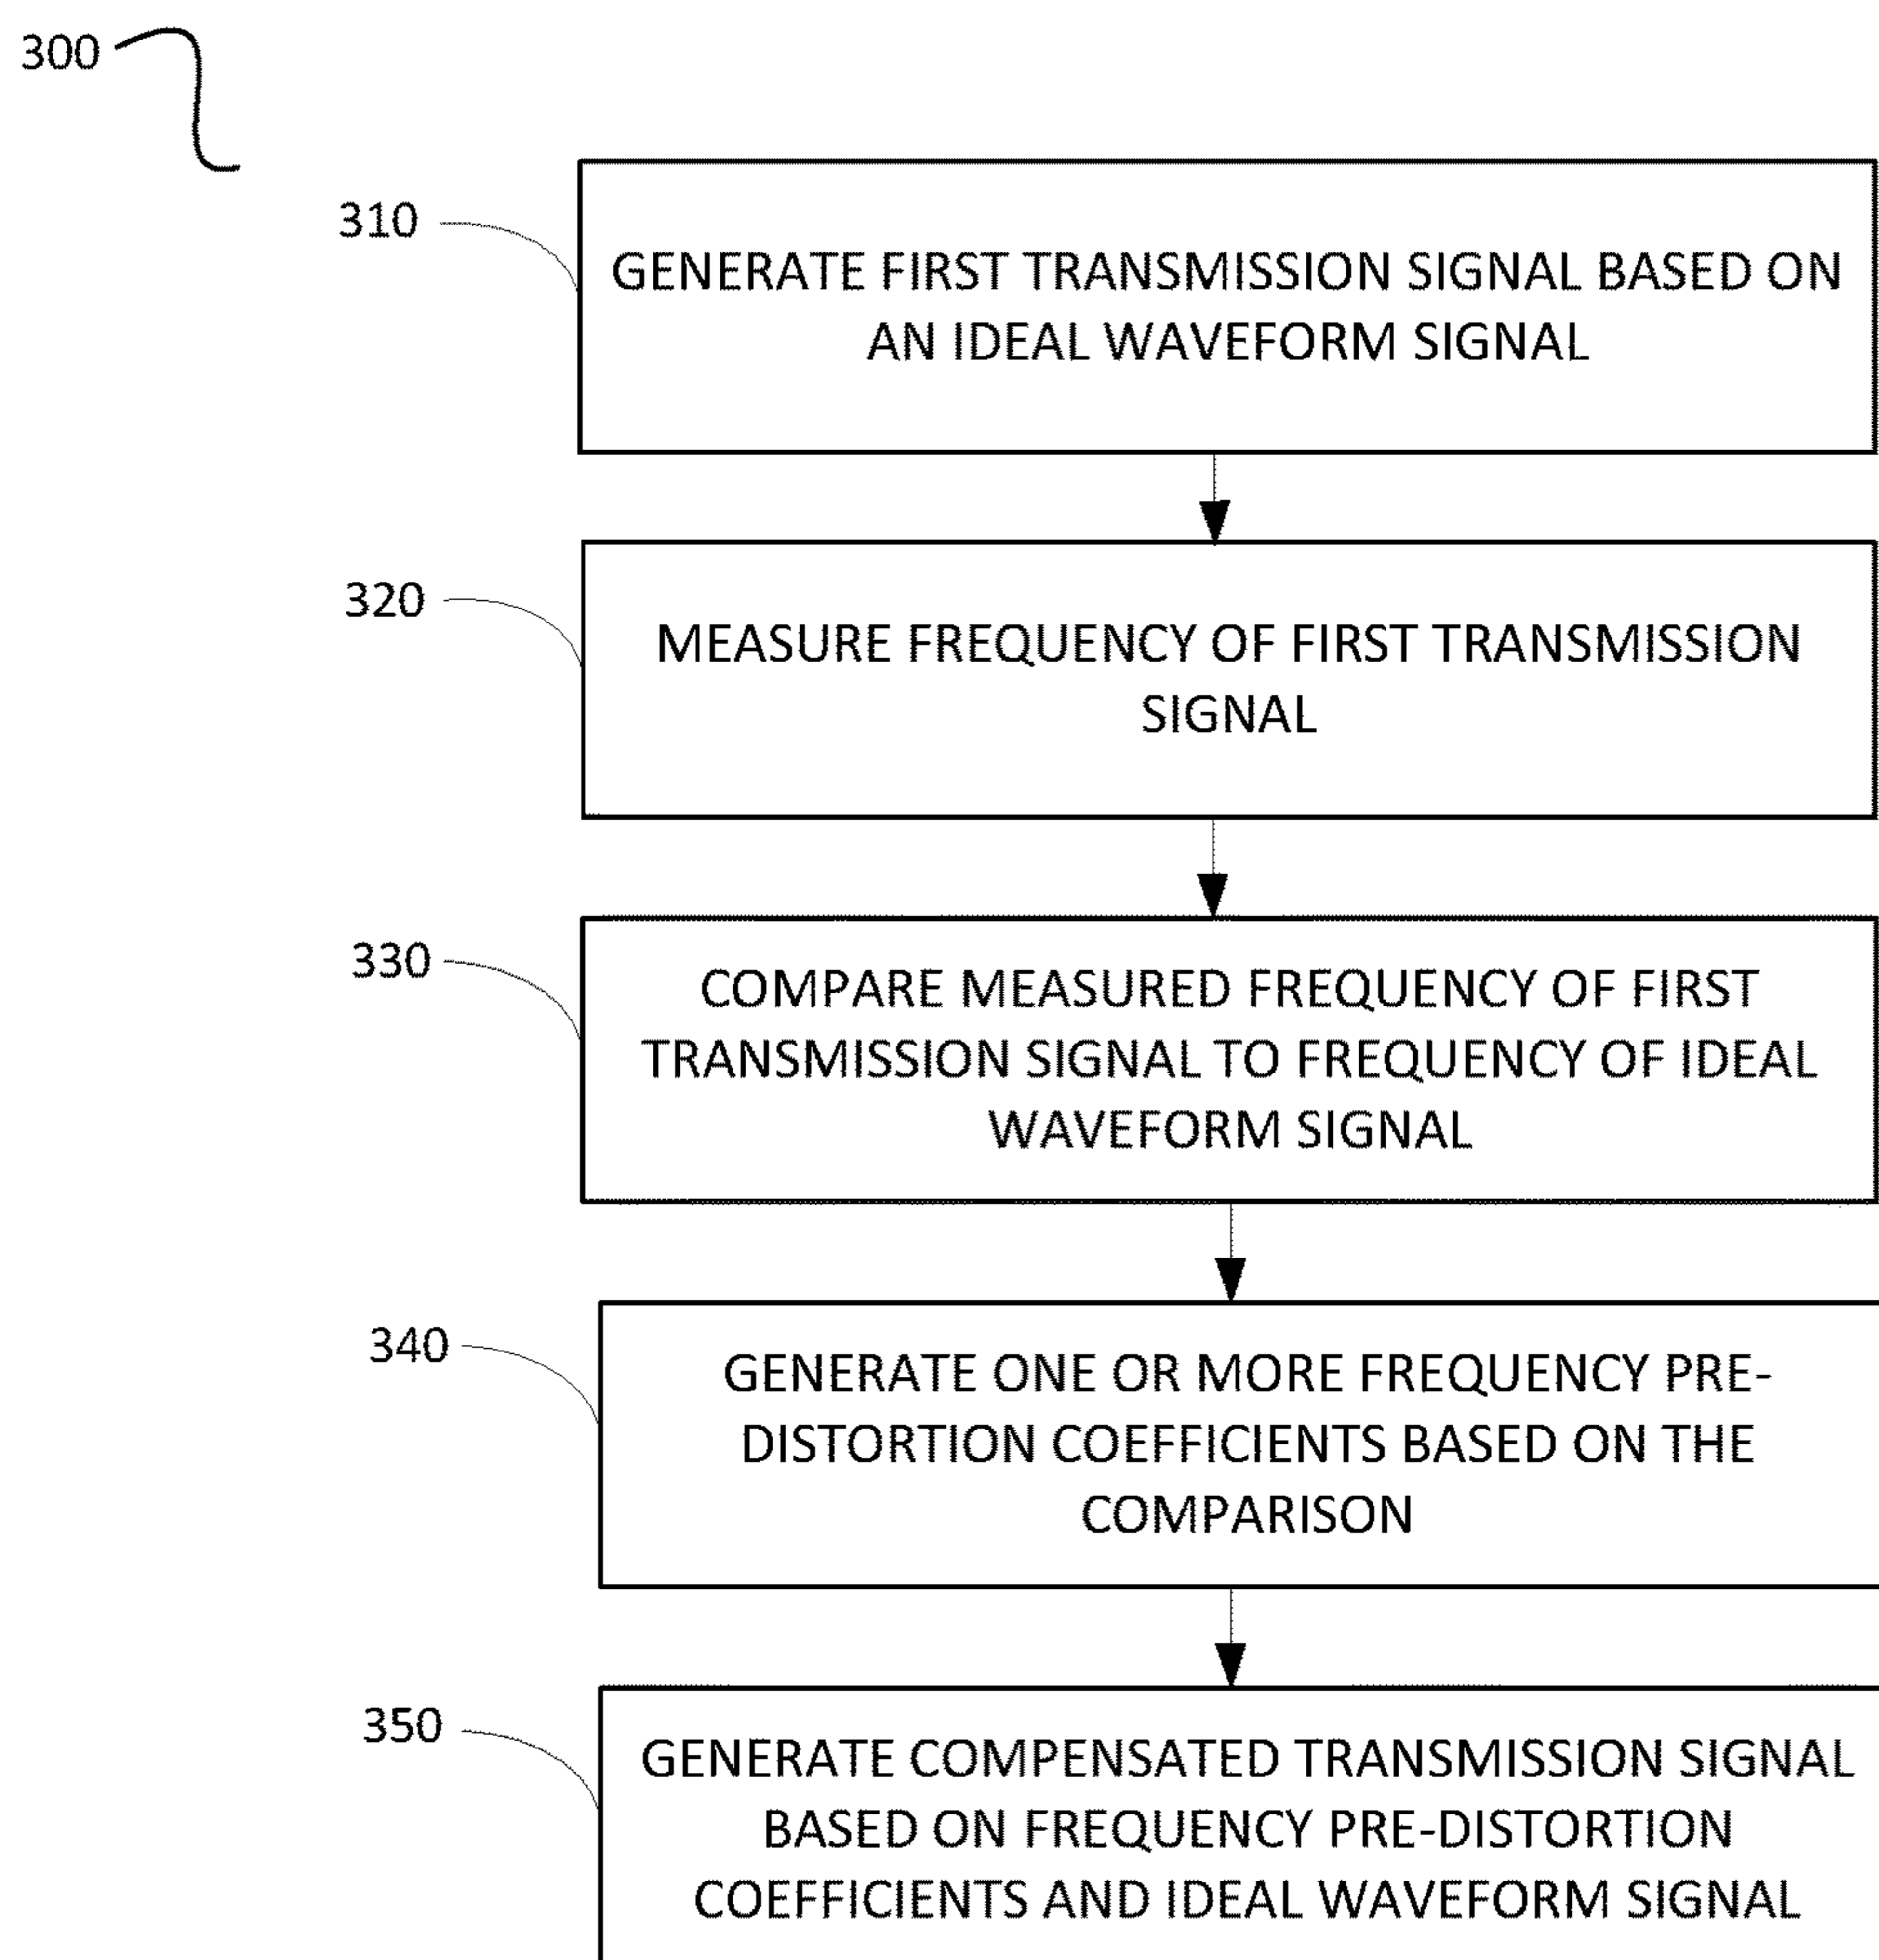 300
310
GENERATE FIRST TRANSMISSION SIGNAL BASED ON
AN IDEAL WAVEFORM SIGNAL
320
MEASURE FREQUENCY OF FIRST TRANSMISSION
SIGNAL
330
COMPARE MEASURED FREQUENCY OF FIRST
TRANSMISSION SIGNAL TO FREQUENCY OF IDEAL
WAVEFORM SIGNAL
340
GENERATE ONE OR MORE FREQUENCY PRE-
DISTORTION COEFFICIENTS BASED ON THE
COMPARISON
350
GENERATE COMPENSATED TRANSMISSION SIGNAL
BASED ON FREQUENCY PRE-DISTORTION
COEFFICIENTS AND IDEAL WAVEFORM SIGNAL